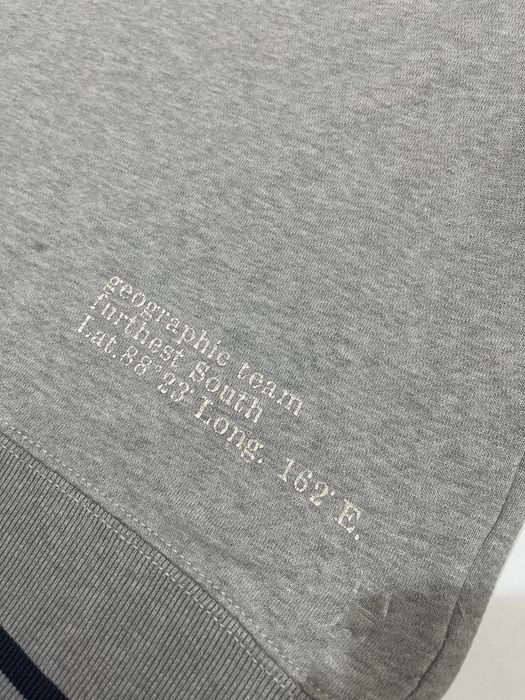 geographic team
furthest South
Lat.88°23' Long. 162°E.